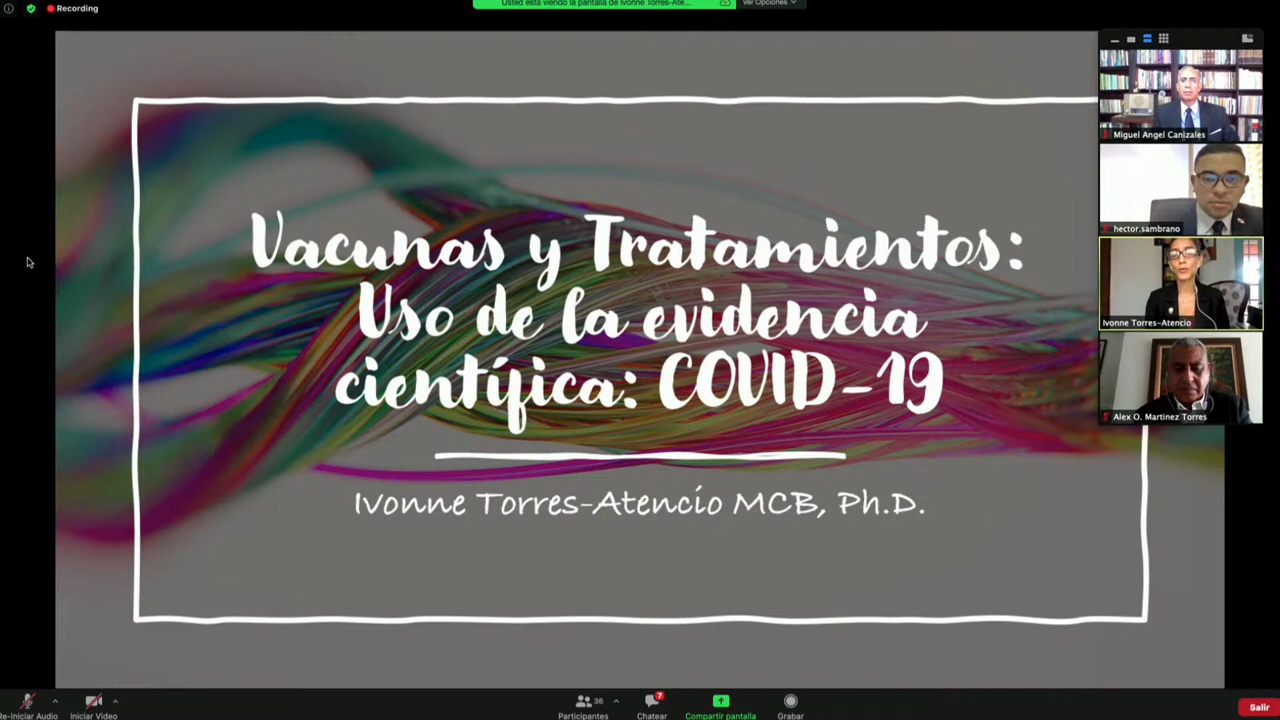 Recording
Usted está viendo la pantalla de Ivonne Torres-Ate...
Ver Opciones
Vacunas y Tratamientos:
Uso de la evidencia
científica: COVID-19
Ivonne Torres-Atencio MCB, Ph.D.
Miguel Angel Canizales
hector.sambrano
Ivonne Torres-Atencio
Alex O. Martinez Torres
Re-Iniciar Audio
Iniciar Video
36
Participantes
7
Chatear
Compartir pantalla
Grabar
Salir